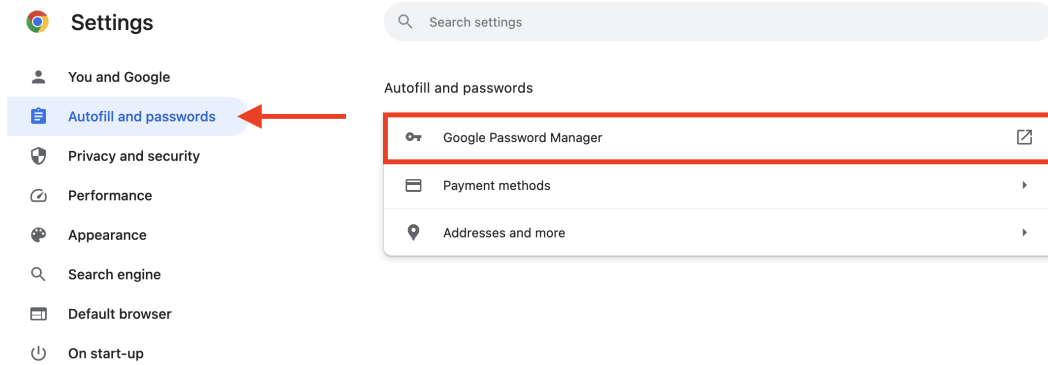 Settings
Search settings
You and Google
Autofill and passwords
Privacy and security
Performance
Appearance
Search engine
Default browser
On start-up
Autofill and passwords
Google Password Manager
Payment methods
Addresses and more